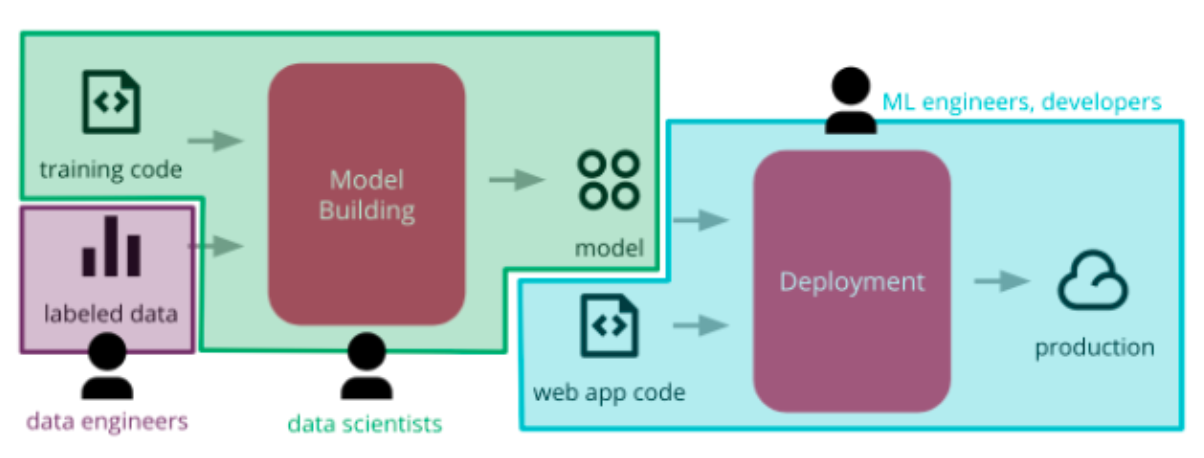 training code
Model
Building
model
labeled data
data engineers
data scientists
ML engineers, developers
Deployment
web app code
production